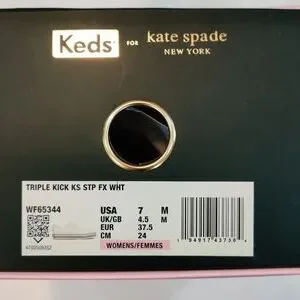 Keds FOR kate spade
NEW YORK
TRIPLE KICK KS STP FX WHT
WF65344
USA 7 M
UK/GB 4.5 M
EUR 37.5
CM 24
WOMENS/FEMMES